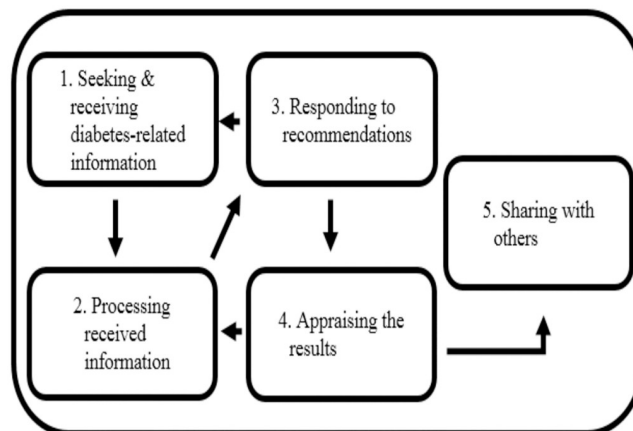 1. Seeking &
receiving
diabetes-related
information
3. Responding to
recommendations
5. Sharing with
others
2. Processing
received
information
4. Appraising the
results